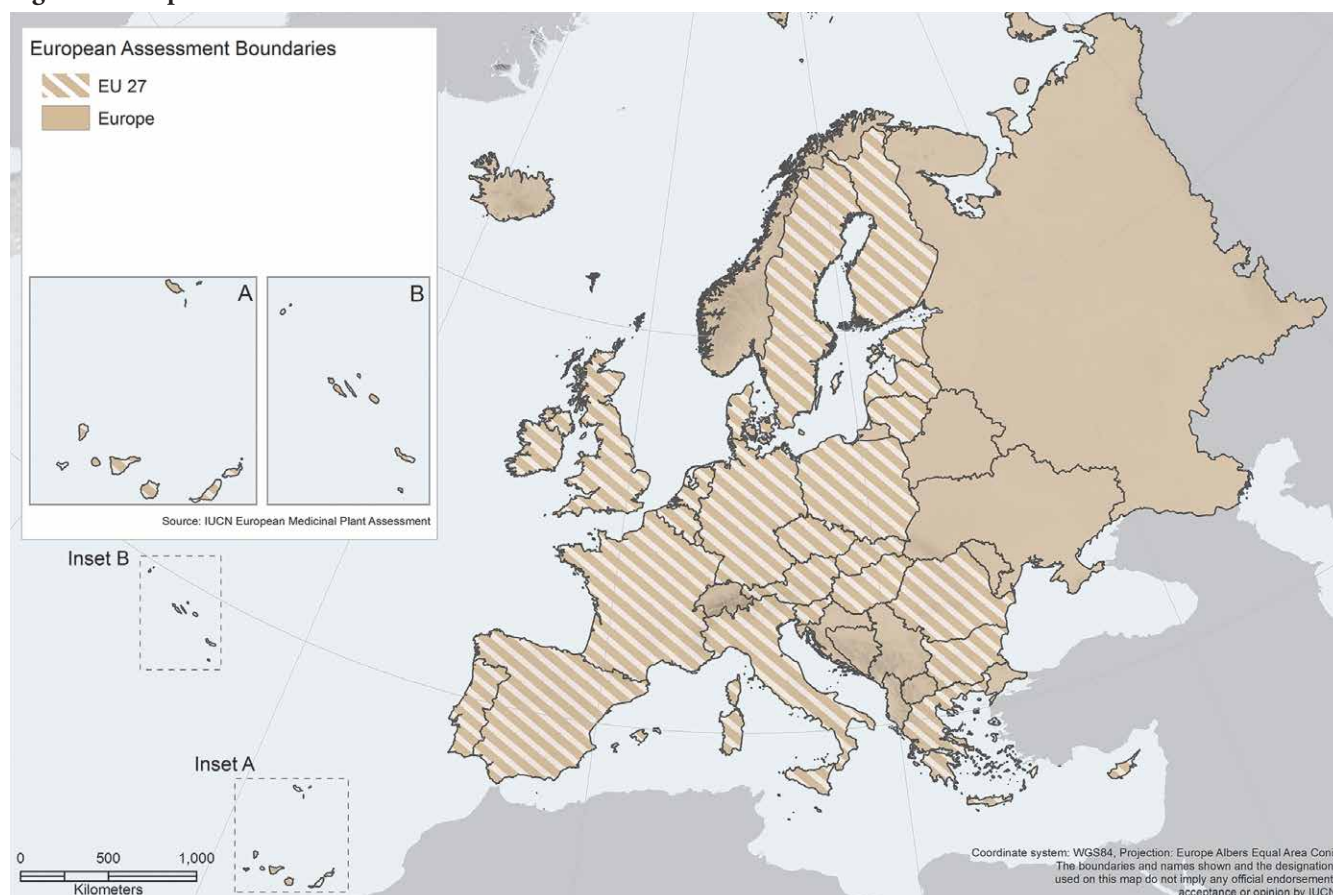 European Assessment Boundaries
EU 27
Europe
A
B
Source: IUCN European Medicinal Plant Assessment
Inset B
Inset A
0 500 1,000
Kilometers
Coordinate system: WGS84, Projection: Europe Albers Equal Area Coni
The boundaries and names shown and the designation
used on this map do not imply any official endorsement
acceptance or opinion by IUCN